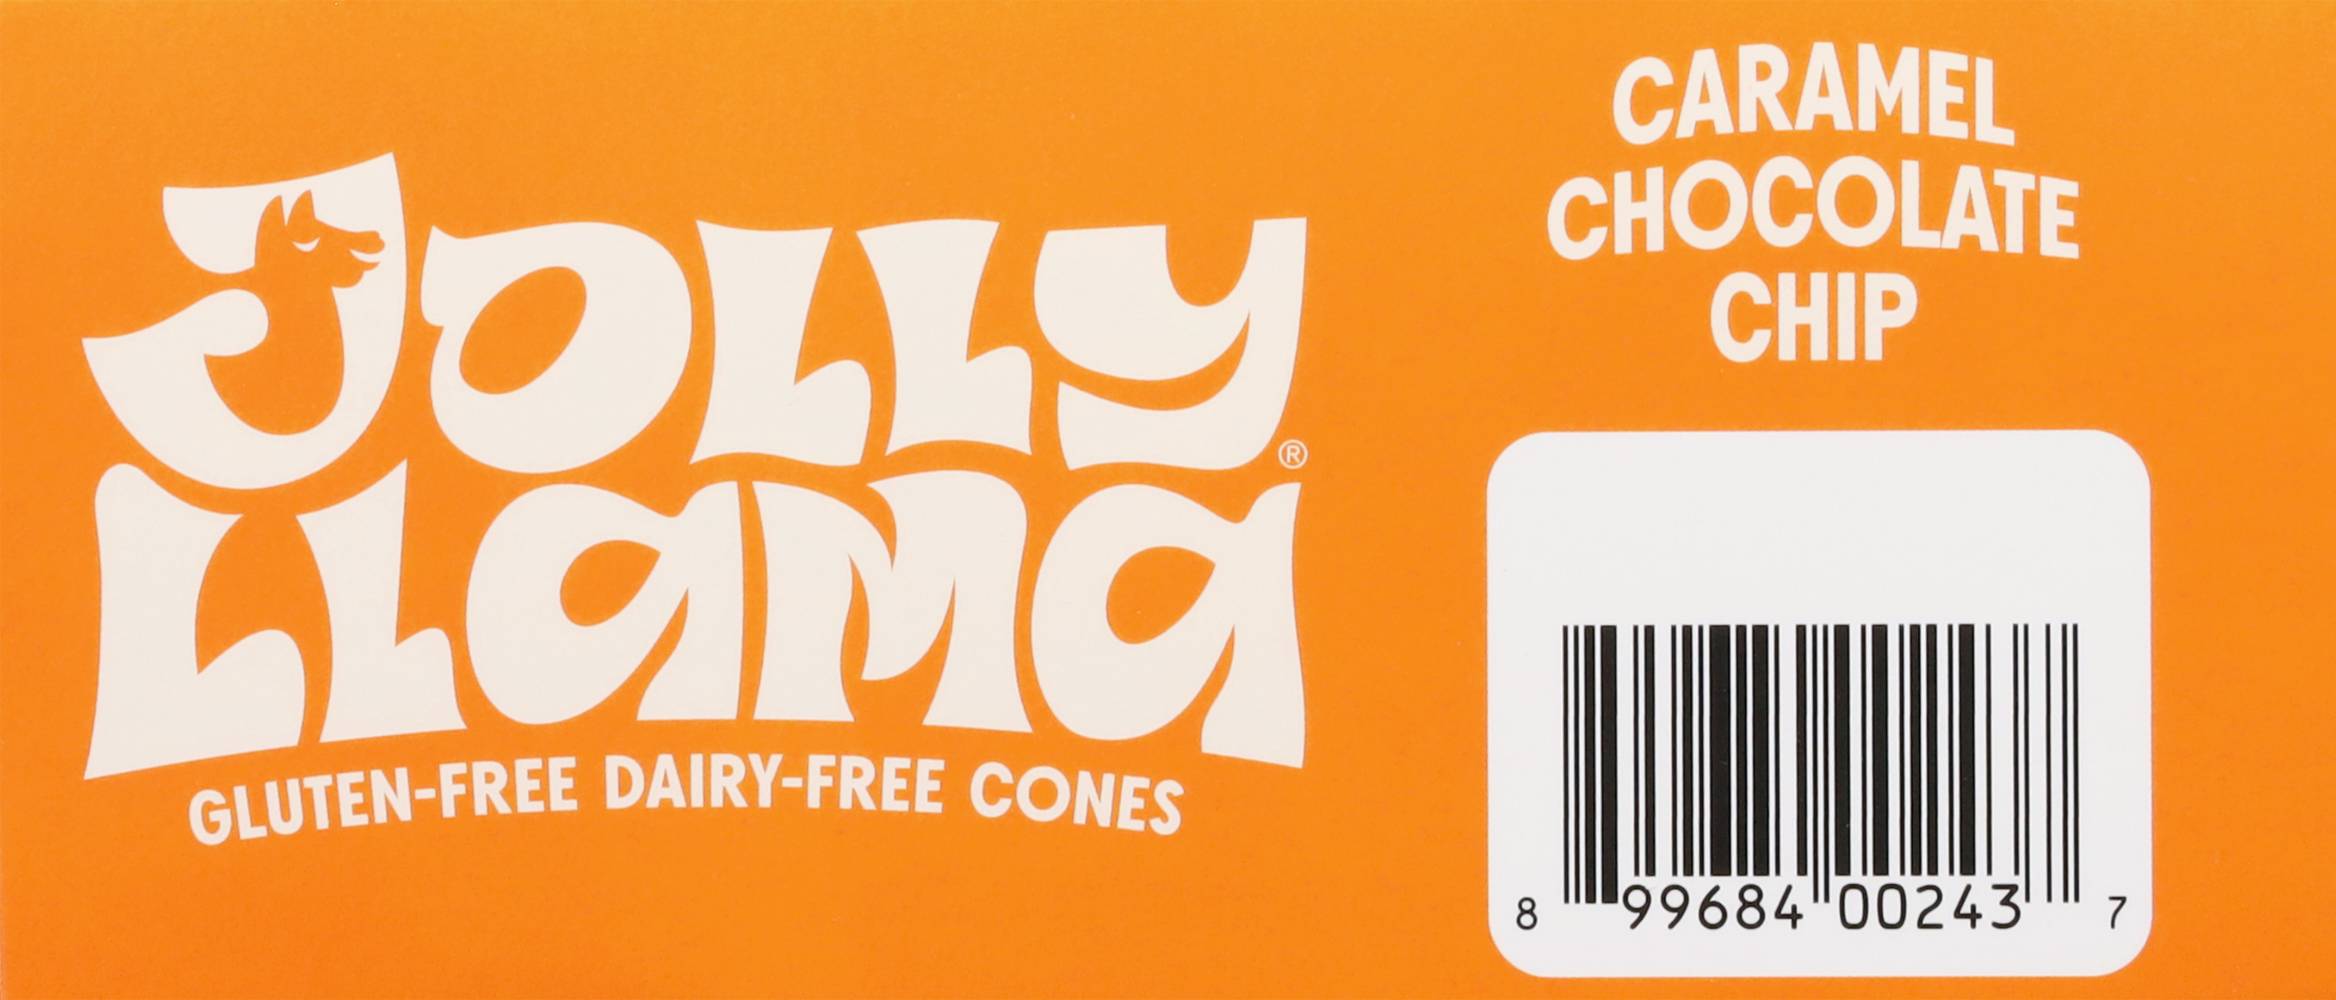 JOLLY
LLAMA®
GLUTEN-FREE DAIRY-FREE CONES
CARAMEL
CHOCOLATE
CHIP
8 99684 00243 7